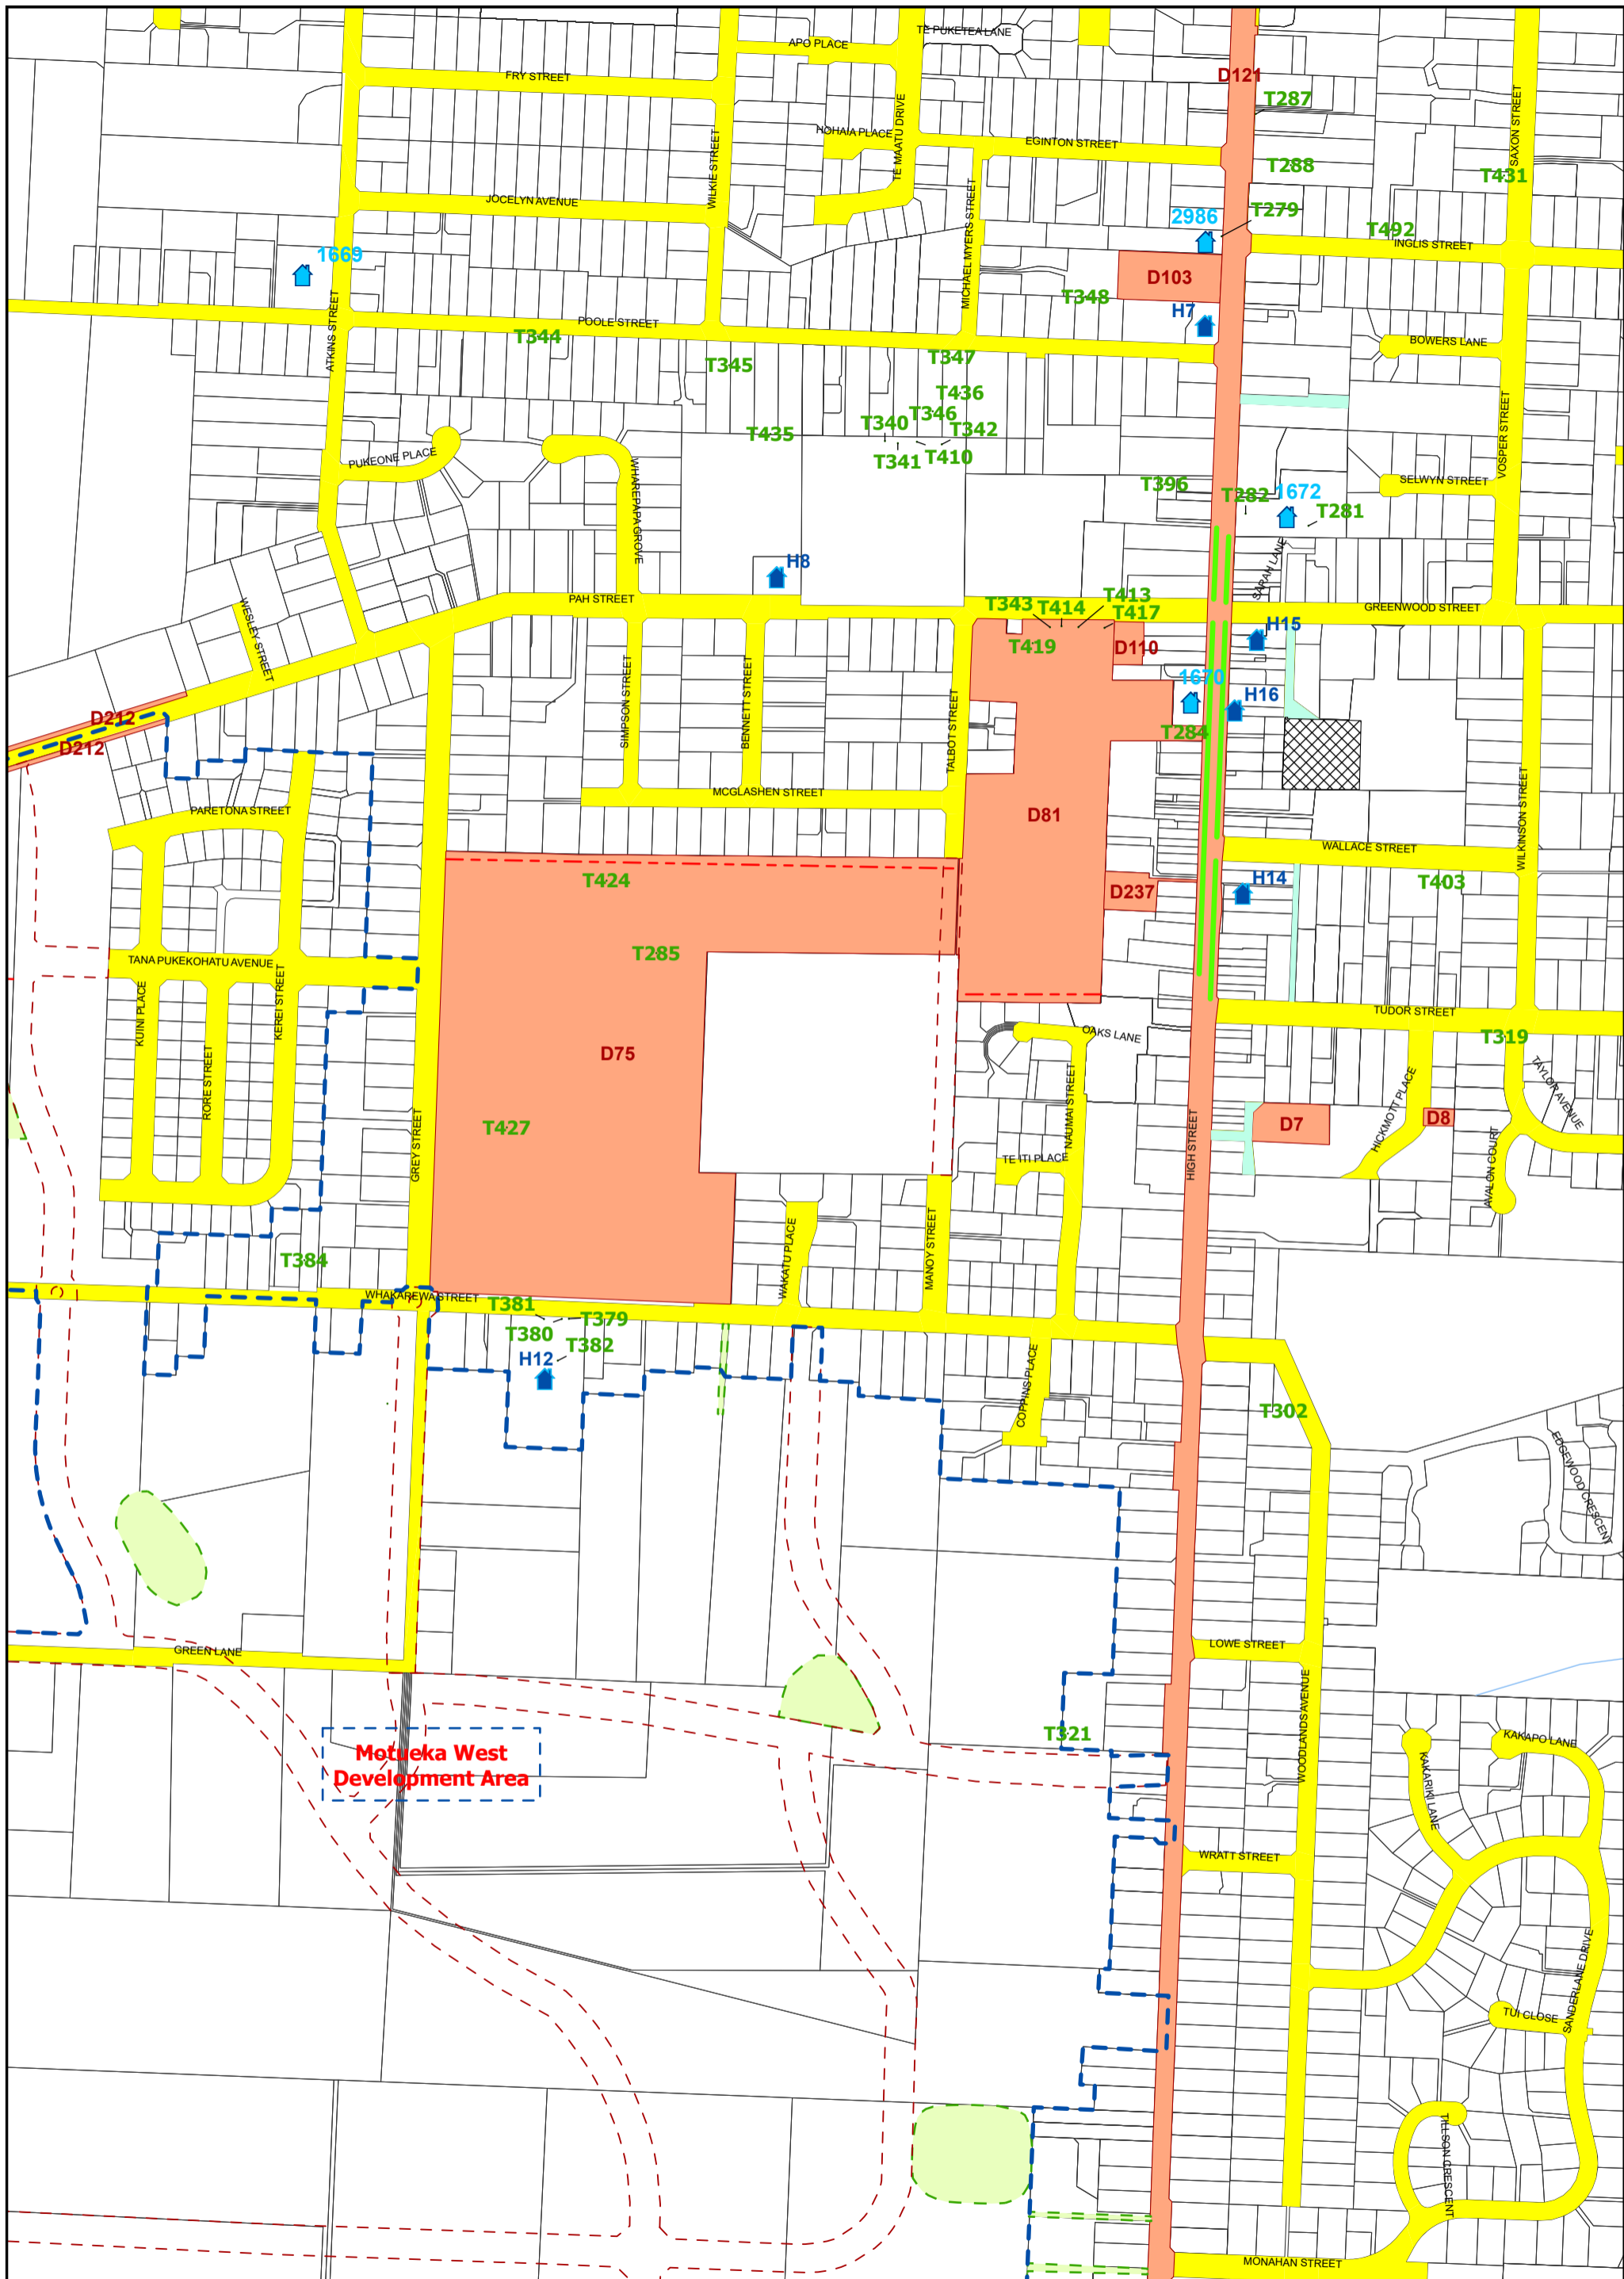 TE PUKETEA LANE
APO PLACE
FRY STREET
D121
T287
SAXON STREET
TE MAATU DRIVE
HOHAIA PLACE
EGINTON STREET
WILKIE STREET
T288
T431
JOCELYN AVENUE
MICHAEL MYERS STREET
2986
T279
T492
INGLIS STREET
1669
D103
T348
H7
ATKINS STREET
POOLE STREET
T344
T345
T347
BOWERS LANE
T436
T346
T340
T342
T435
T341
T410
VOSPER STREET
PUKEONE PLACE
WHAREPAPA GROVE
SELWYN STREET
T396
T282
1672
T281
SARAH LANE
H8
PAH STREET
T343
T414
T413
T417
GREENWOOD STREET
WESLEY STREET
T419
D110
H15
SIMPSON STREET
BENNETT STREET
TALBOT STREET
1670
H16
D212
D212
T284
MCGLASHEN STREET
PARETONA STREET
D81
WILKINSON STREET
WALLACE STREET
T424
D237
H14
T403
T285
TANA PUKEKOHATU AVENUE
KUINI PLACE
KEREI STREET
RORE STREET
D75
OAKS LANE
TUDOR STREET
T319
TAYLOR AVENUE
NAUMAI STREET
HICKMOTT PLACE
D7
D8
T427
GREY STREET
HIGH STREET
TE ITI PLACE
AVALON COURT
MANOY STREET
WAKATU PLACE
T384
WHAKAREWA STREET
T381
T379
T380
T382
H12
COPPINS PLACE
T302
EDGEWOOD CRESCENT
GREEN LANE
LOWE STREET
WOODLANDS AVENUE
T321
KAKAPO LANE
KAKARIKI LANE
Motueka West
Development Area
WRATT STREET
SANDERLANE DRIVE
TUI CLOSE
TILLSON CRESCENT
MONAHAN STREET